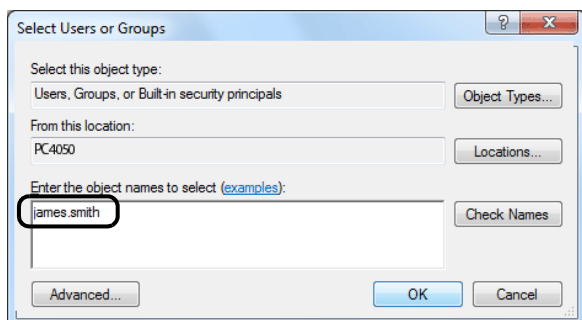 Select Users or Groups
Select this object type:
Users, Groups, or Built-in security principals
Object Types...
From this location:
PC4050
Locations...
Enter the object names to select (examples):
james.smith
Check Names
Advanced...
OK
Cancel